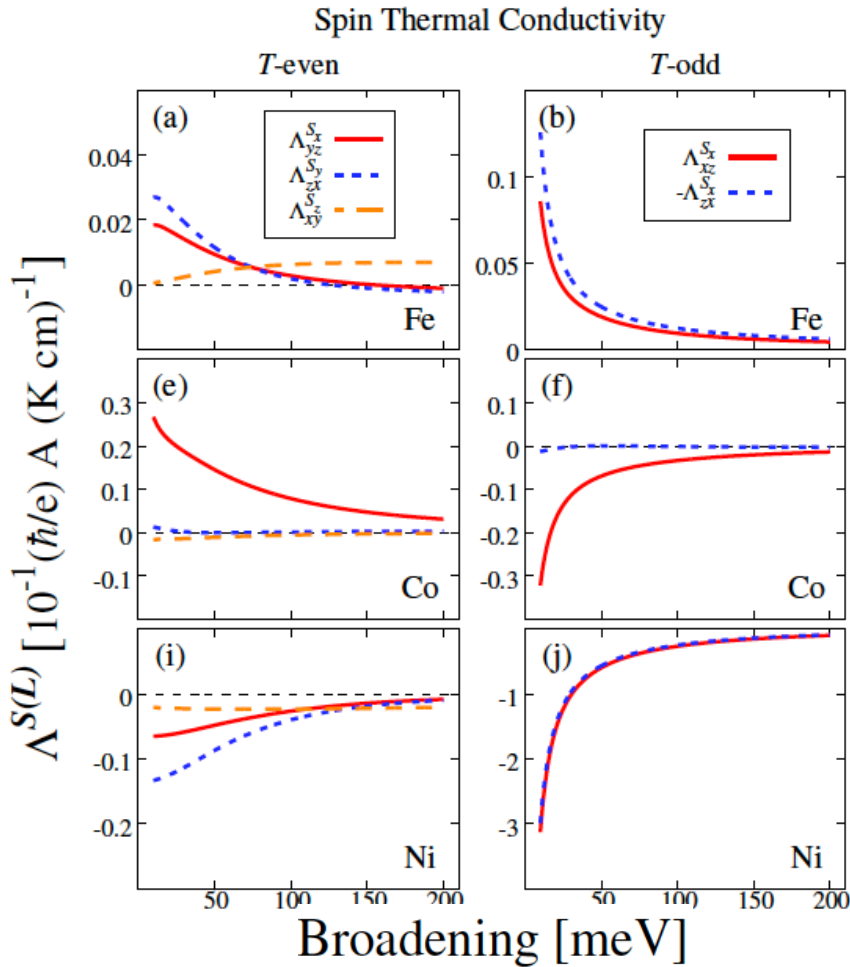 Spin Thermal Conductivity
T-even
T-odd
(a)
Λ^{S_x}_{yz}
Λ^{S_y}_{zx}
Λ^{S_z}_{xy}
0.04
0.02
0
Fe
(b)
Λ^{S_x}_{xz}
-Λ^{S_x}_{zx}
0.1
0.05
0
Fe
(e)
0.3
0.2
0.1
0
-0.1
Co
(f)
0.1
0
-0.1
-0.2
-0.3
Co
(i)
0
-0.1
-0.2
Ni
(j)
-1
-2
-3
Ni
50 100 150 200
50 100 150 200
Λ^{S(L)} [10^{-1}(ℏ/e) A (K cm)^{-1}]
Broadening [meV]